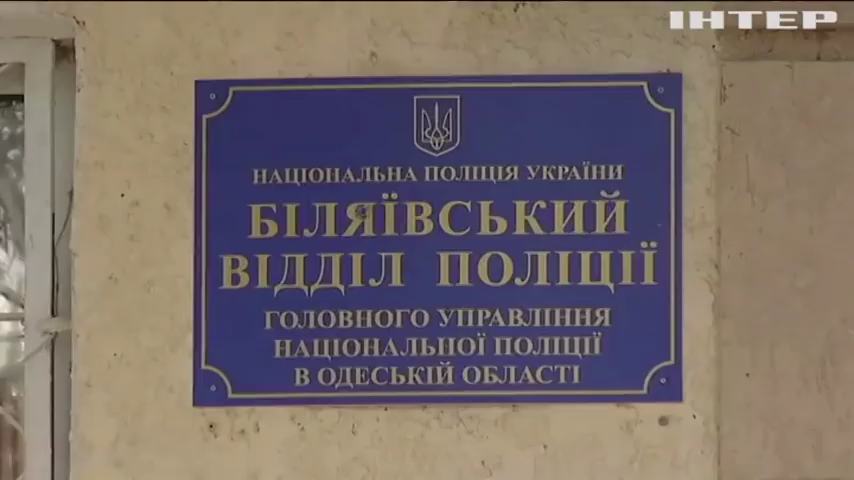 ІНТЕР
НАЦІОНАЛЬНА ПОЛІЦІЯ УКРАЇНИ
БІЛЯЇВСЬКИЙ
ВІДДІЛ ПОЛІЦІЇ
ГОЛОВНОГО УПРАВЛІННЯ
НАЦІОНАЛЬНОЇ ПОЛІЦІЇ
В ОДЕСЬКІЙ ОБЛАСТІ